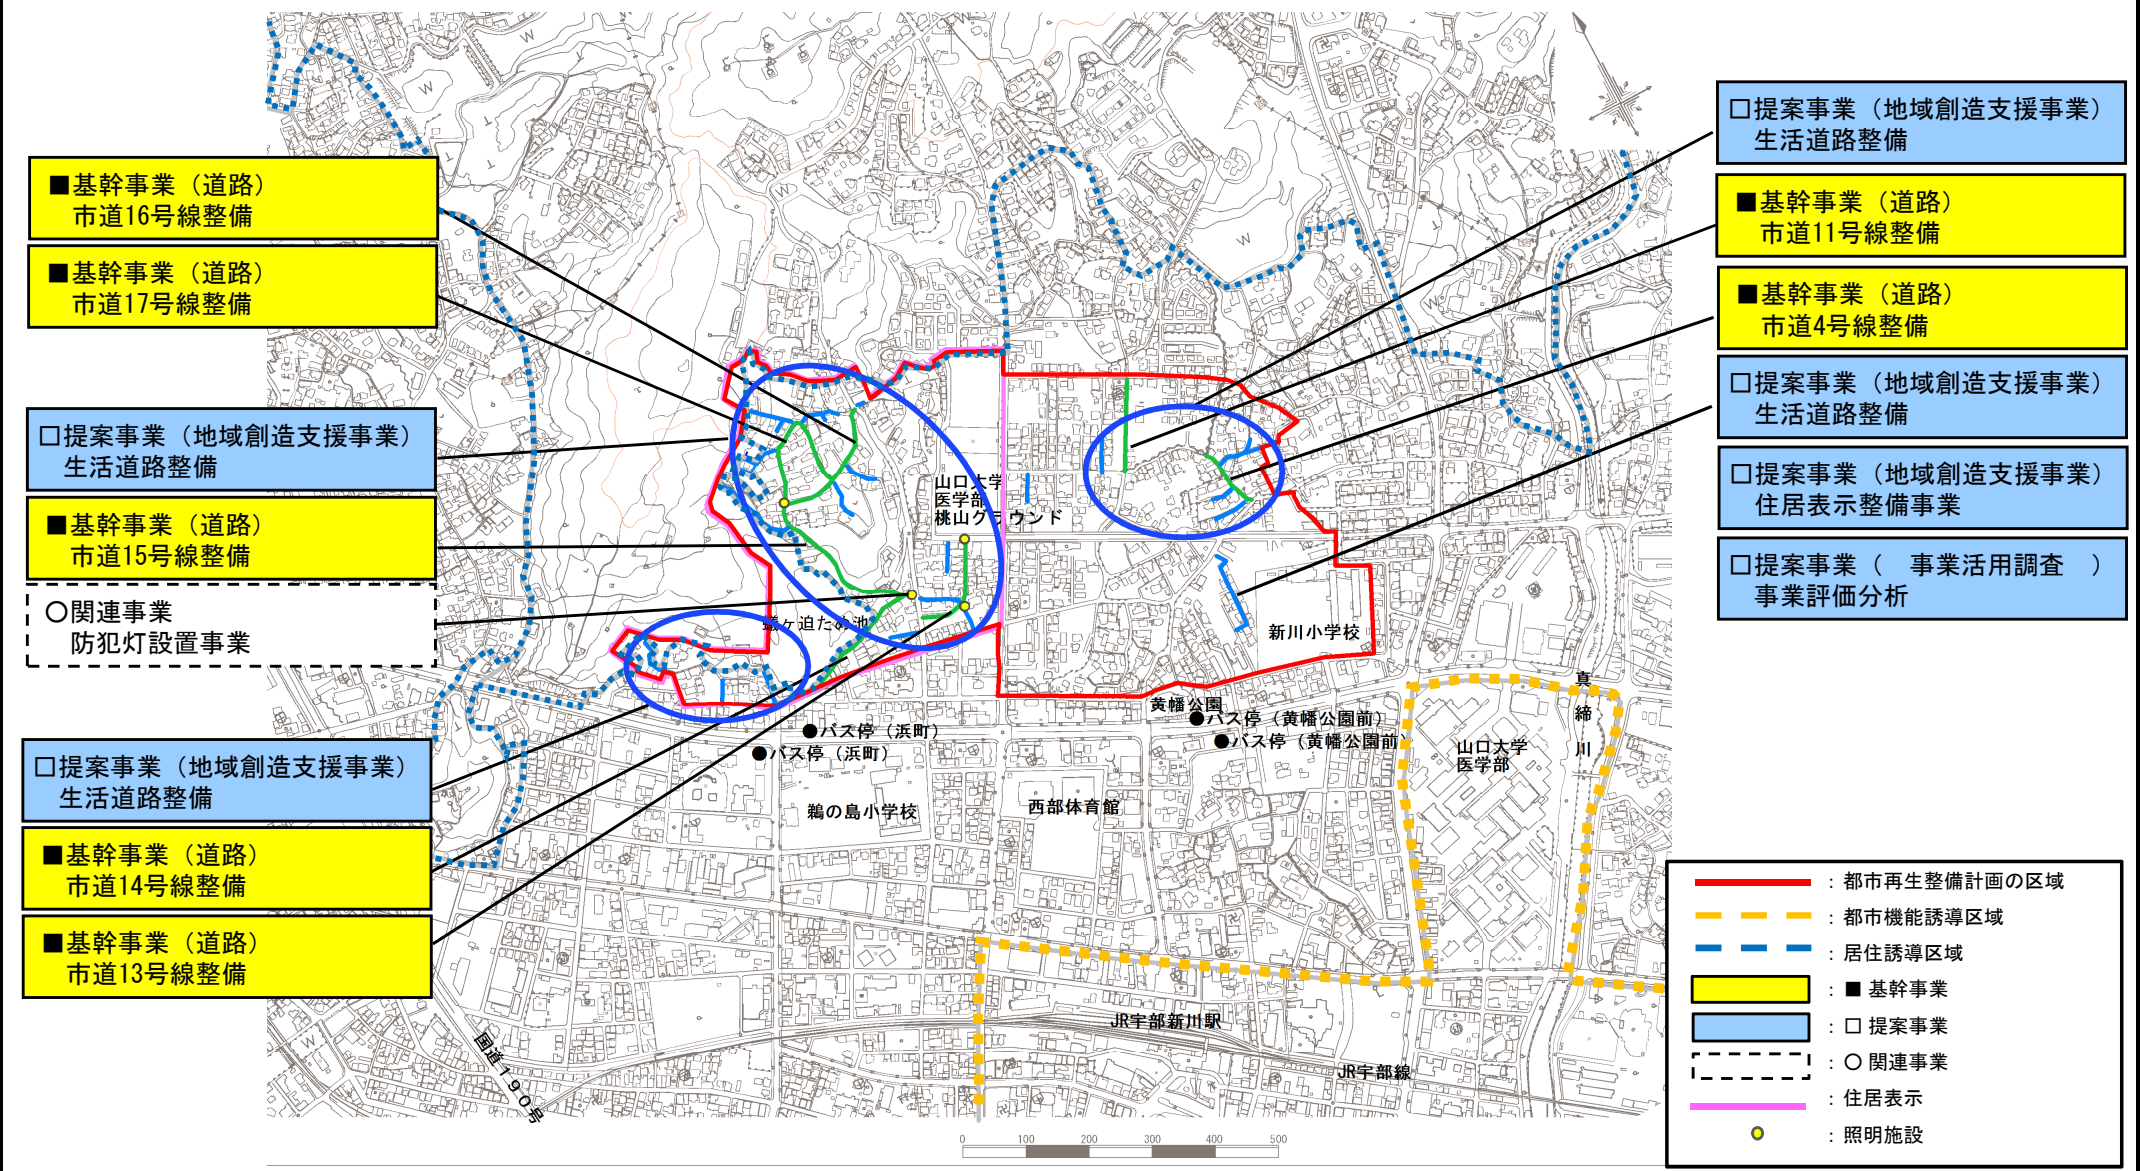 ■基幹事業（道路）
市道16号線整備
■基幹事業（道路）
市道17号線整備
□提案事業（地域創造支援事業）
生活道路整備
■基幹事業（道路）
市道15号線整備
○関連事業
防犯灯設置事業
□提案事業（地域創造支援事業）
生活道路整備
■基幹事業（道路）
市道14号線整備
■基幹事業（道路）
市道13号線整備
□提案事業（地域創造支援事業）
生活道路整備
■基幹事業（道路）
市道11号線整備
■基幹事業（道路）
市道4号線整備
□提案事業（地域創造支援事業）
生活道路整備
□提案事業（地域創造支援事業）
住居表示整備事業
□提案事業（　事業活用調査　）
事業評価分析
山口大学
医学部
桃山グラウンド
蟻ヶ迫ため池
新川小学校
真締川
黄幡公園
●バス停（黄幡公園前）
●バス停（黄幡公園前）
●バス停（浜町）
●バス停（浜町）
山口大学
医学部
鵜の島小学校
西部体育館
JR宇部新川駅
JR宇部線
国道１９０号
W
W
W
W
W
W
0 100 200 300 400 500
：都市再生整備計画の区域
：都市機能誘導区域
：居住誘導区域
：■ 基幹事業
：□ 提案事業
：○ 関連事業
：住居表示
：照明施設